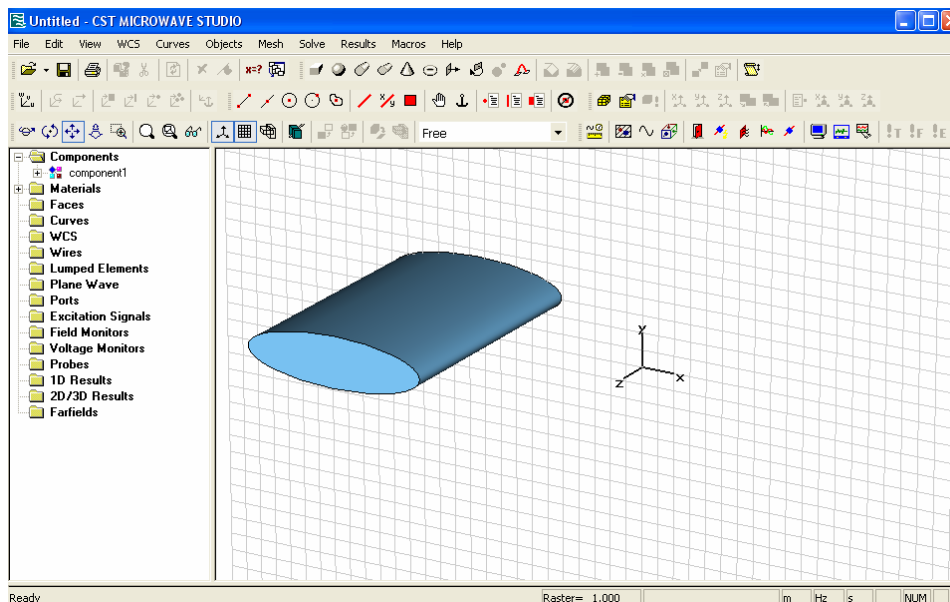 Untitled - CST MICROWAVE STUDIO
File Edit View WCS Curves Objects Mesh Solve Results Macros Help
x=?
Free
!T !F !E
Components
component1
Materials
Faces
Curves
WCS
Wires
Lumped Elements
Plane Wave
Ports
Excitation Signals
Field Monitors
Voltage Monitors
Probes
1D Results
2D/3D Results
Farfields
y
z x
Ready Raster= 1.000 m Hz s NUM